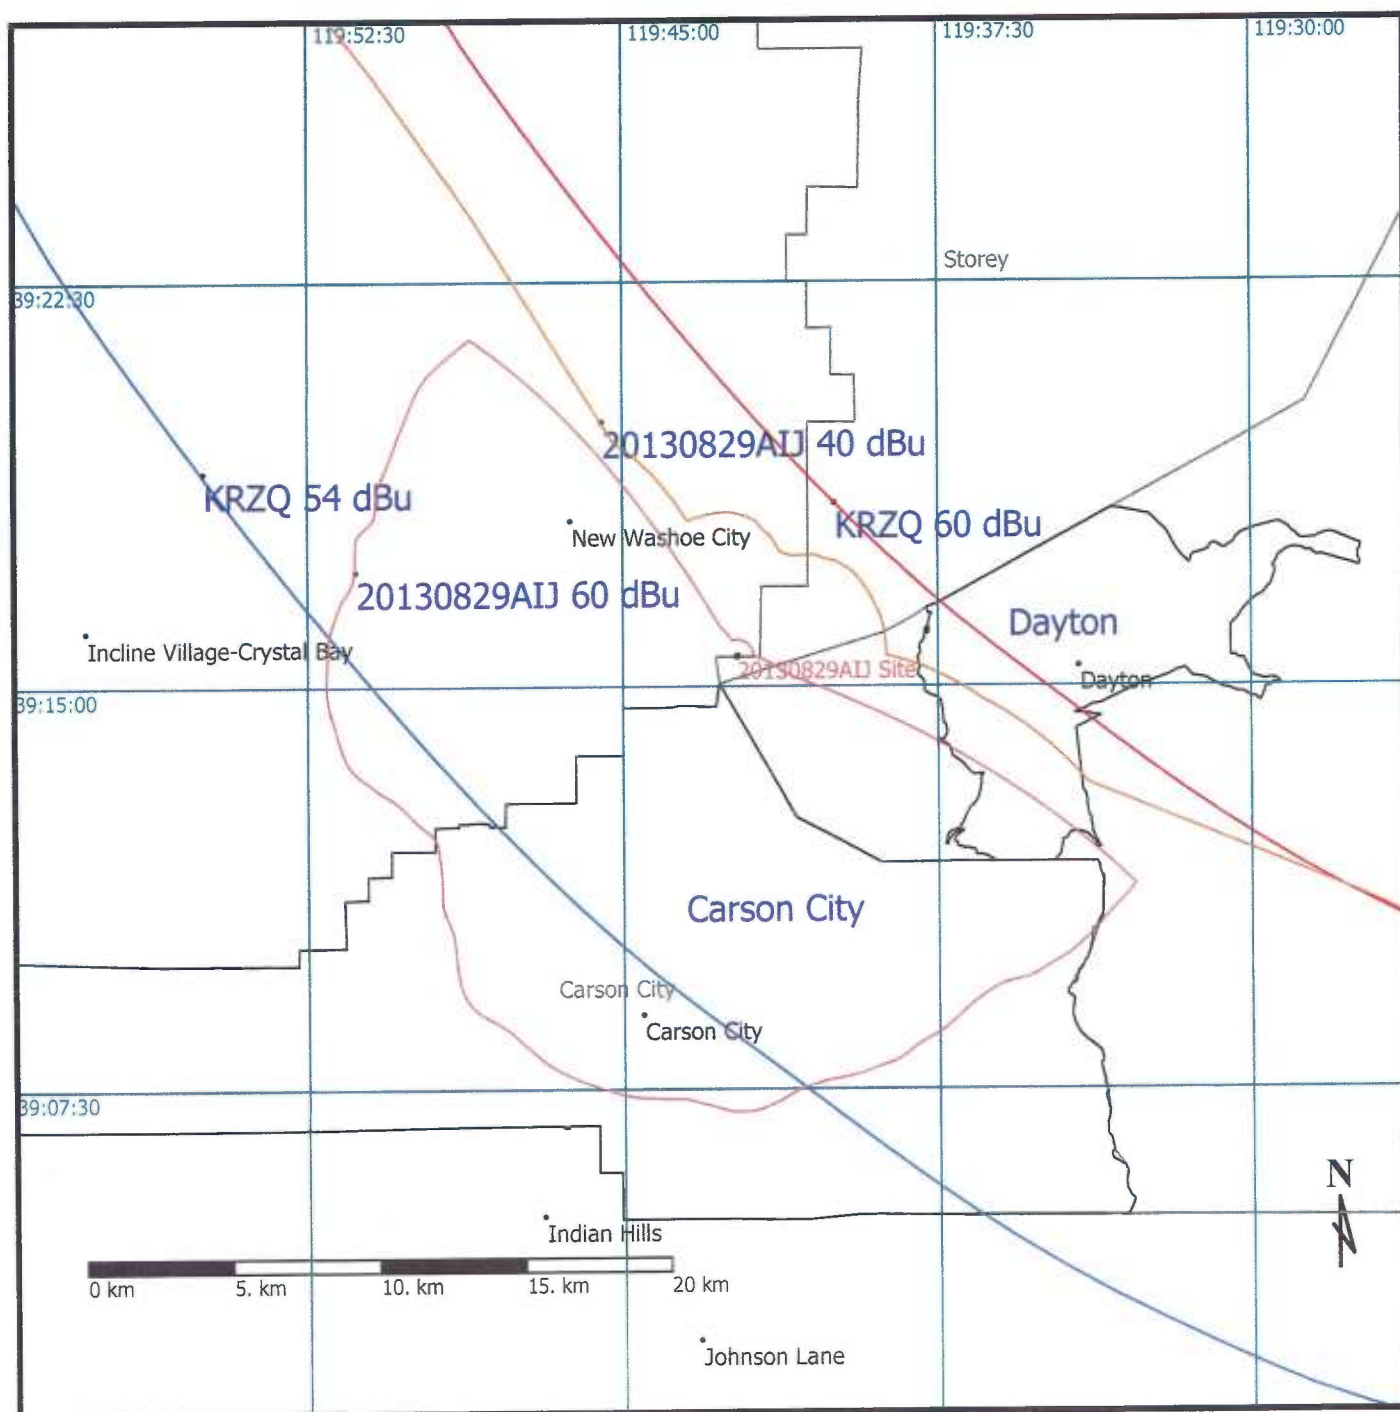 119:52:30
119:45:00
119:37:30
119:30:00
Storey
39:22:30
20130829AIJ 40 dBu
KRZQ 54 dBu
KRZQ 60 dBu
New Washoe City
20130829AIJ 60 dBu
Dayton
Incline Village-Crystal Bay
20130829AIJ Site
Dayton
39:15:00
Carson City
Carson City
Carson City
39:07:30
N
Indian Hills
0 km
5. km
10. km
15. km
20 km
Johnson Lane